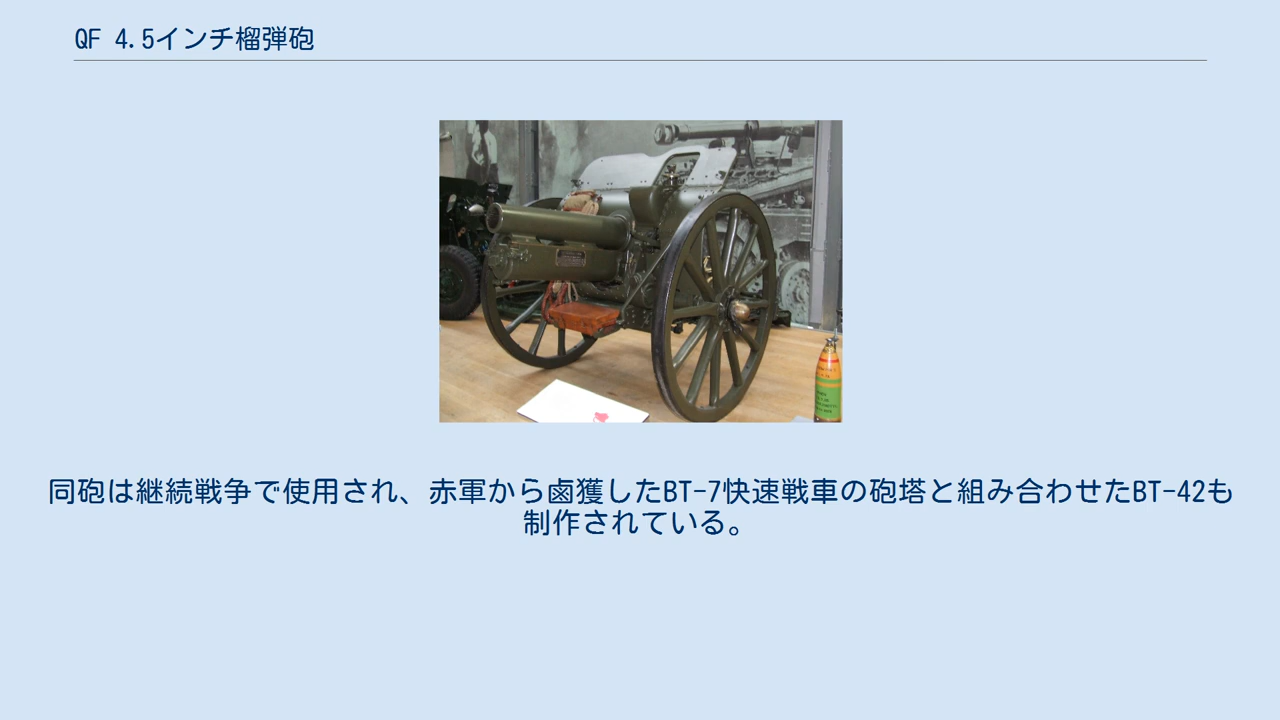 QF 4.5インチ榴弾砲
同砲は継続戦争で使用され、赤軍から鹵獲したBT-7快速戦車の砲塔と組み合わせたBT-42も
制作されている。